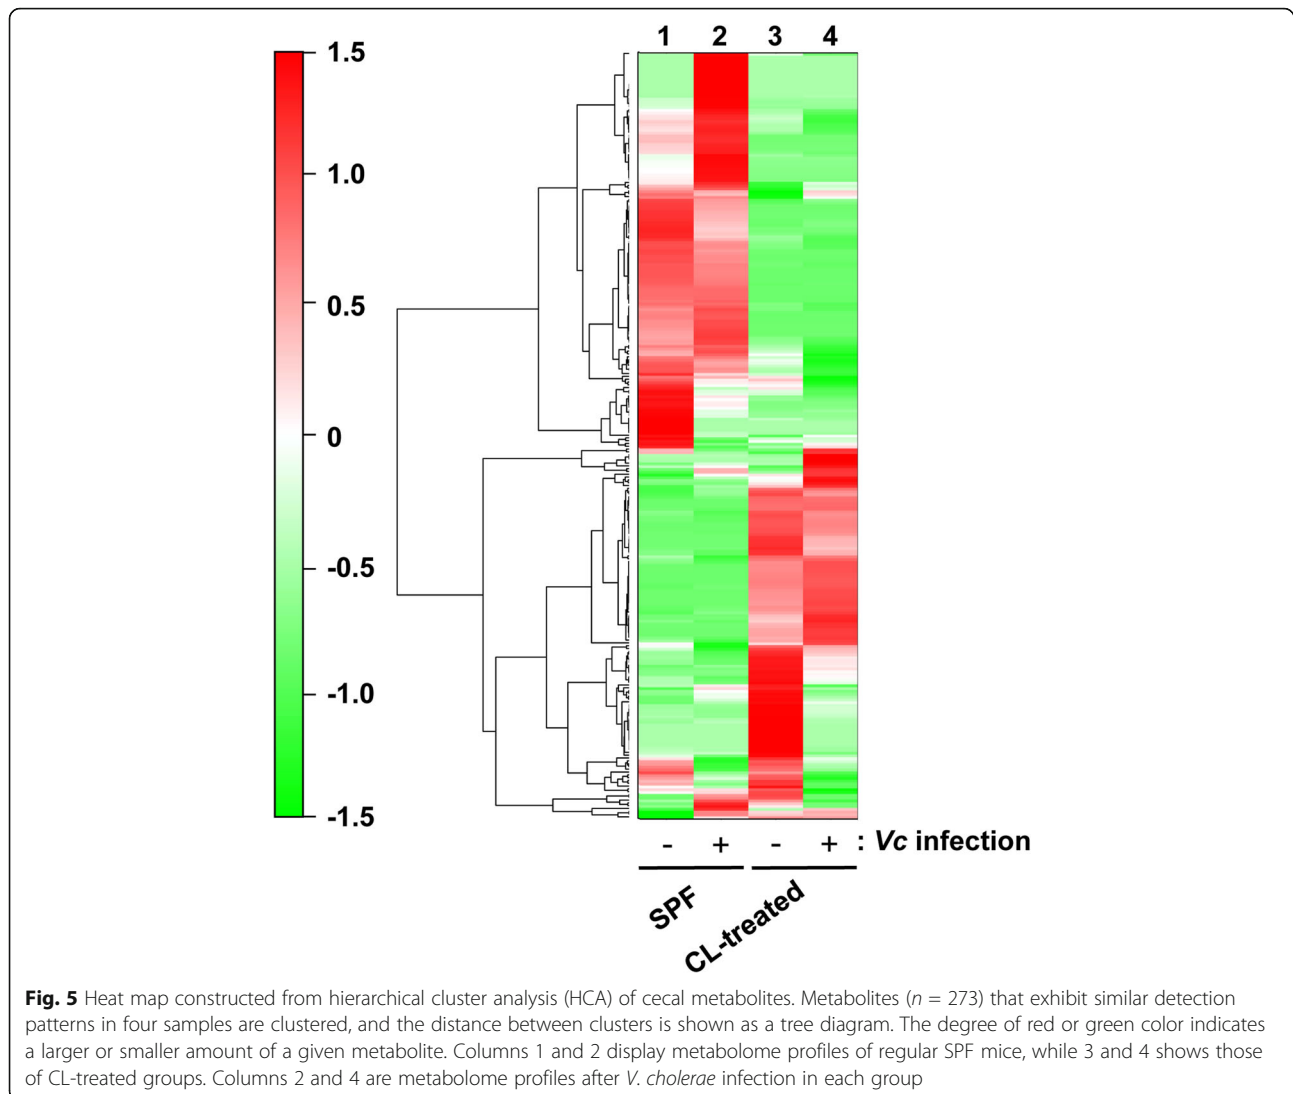 1 2 3 4
1.5
1.0
0.5
0
-0.5
-1.0
-1.5
- + - + : Vc infection
SPF
CL-treated
Fig. 5 Heat map constructed from hierarchical cluster analysis (HCA) of cecal metabolites. Metabolites (n = 273) that exhibit similar detection
patterns in four samples are clustered, and the distance between clusters is shown as a tree diagram. The degree of red or green color indicates
a larger or smaller amount of a given metabolite. Columns 1 and 2 display metabolome profiles of regular SPF mice, while 3 and 4 shows those
of CL-treated groups. Columns 2 and 4 are metabolome profiles after V. cholerae infection in each group